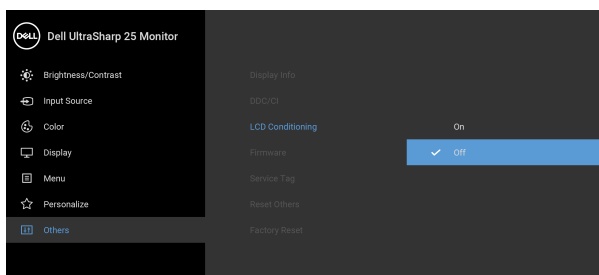 DELL Dell UltraSharp 25 Monitor
Brightness/Contrast
Input Source
Color
Display
Menu
Personalize
Others
Display Info
DDC/CI
LCD Conditioning
Firmware
Service Tag
Reset Others
Factory Reset
On
Off